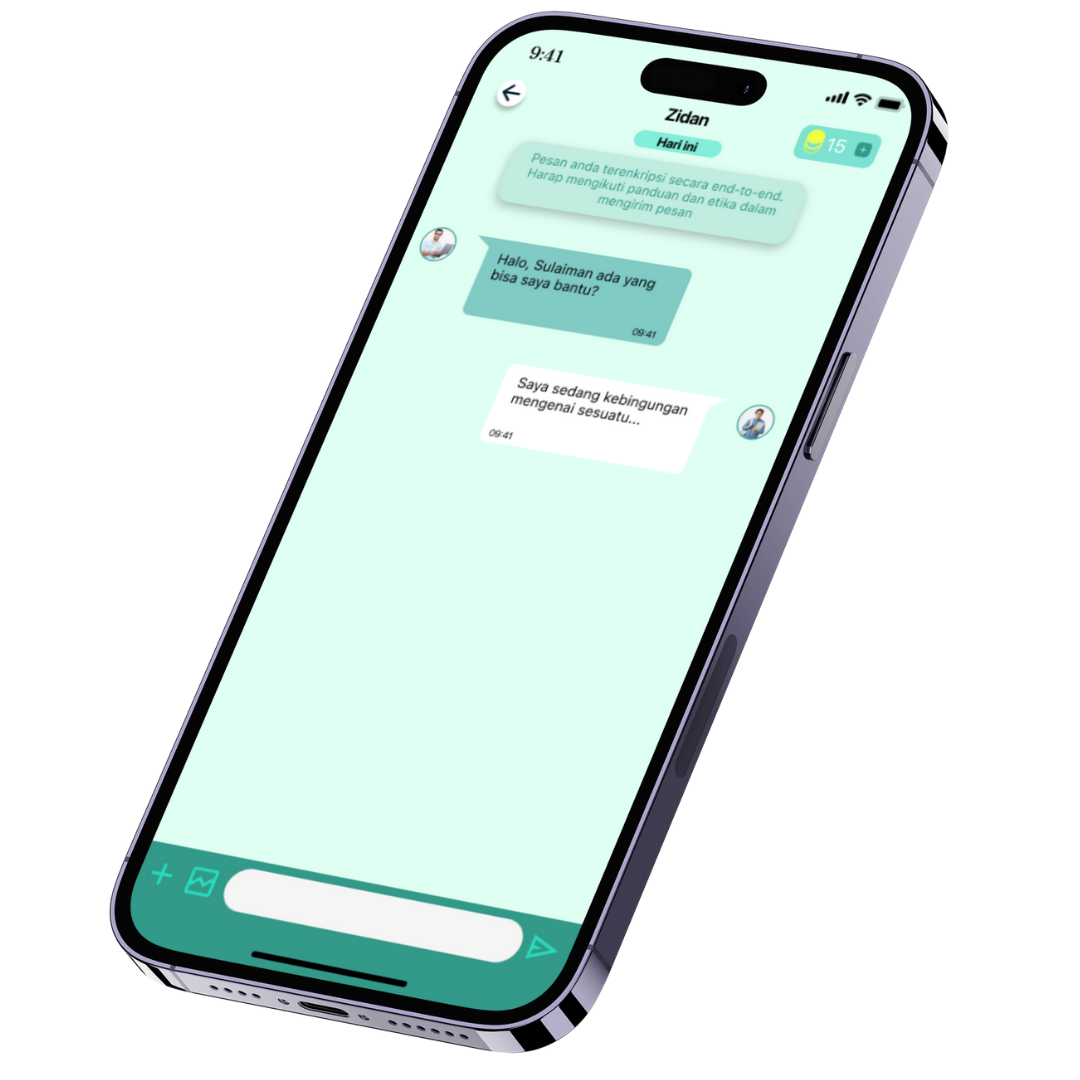 9:41
Zidan
Hari ini
15
Pesan anda terenkripsi secara end-to-end.
Harap mengikuti panduan dan etika dalam
mengirim pesan
Halo, Sulaiman ada yang
bisa saya bantu?
09:41
Saya sedang kebingungan
mengenai sesuatu...
09:41